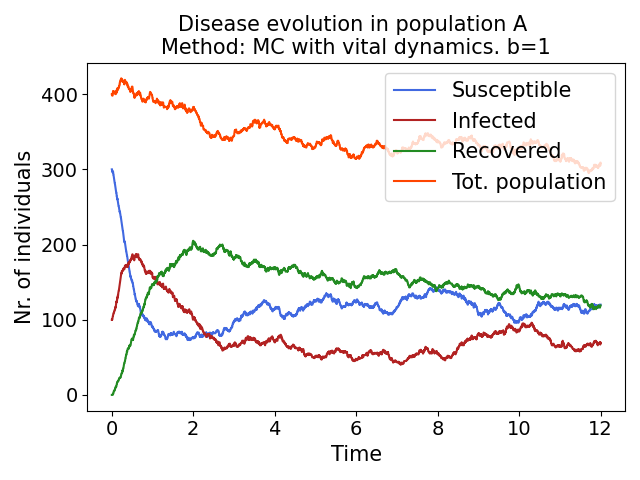 Disease evolution in population A
Method: MC with vital dynamics. b=1
Nr. of individuals
400
300
200
100
0
Susceptible
Infected
Recovered
Tot. population
0 2 4 6 8 10 12
Time